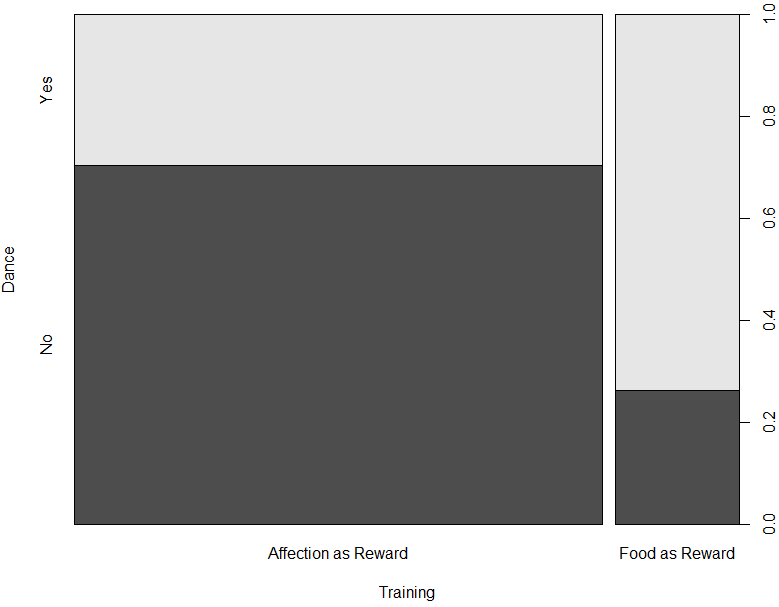 Yes
No
Dance
1.0
0.8
0.6
0.4
0.2
0.0
Affection as Reward
Food as Reward
Training